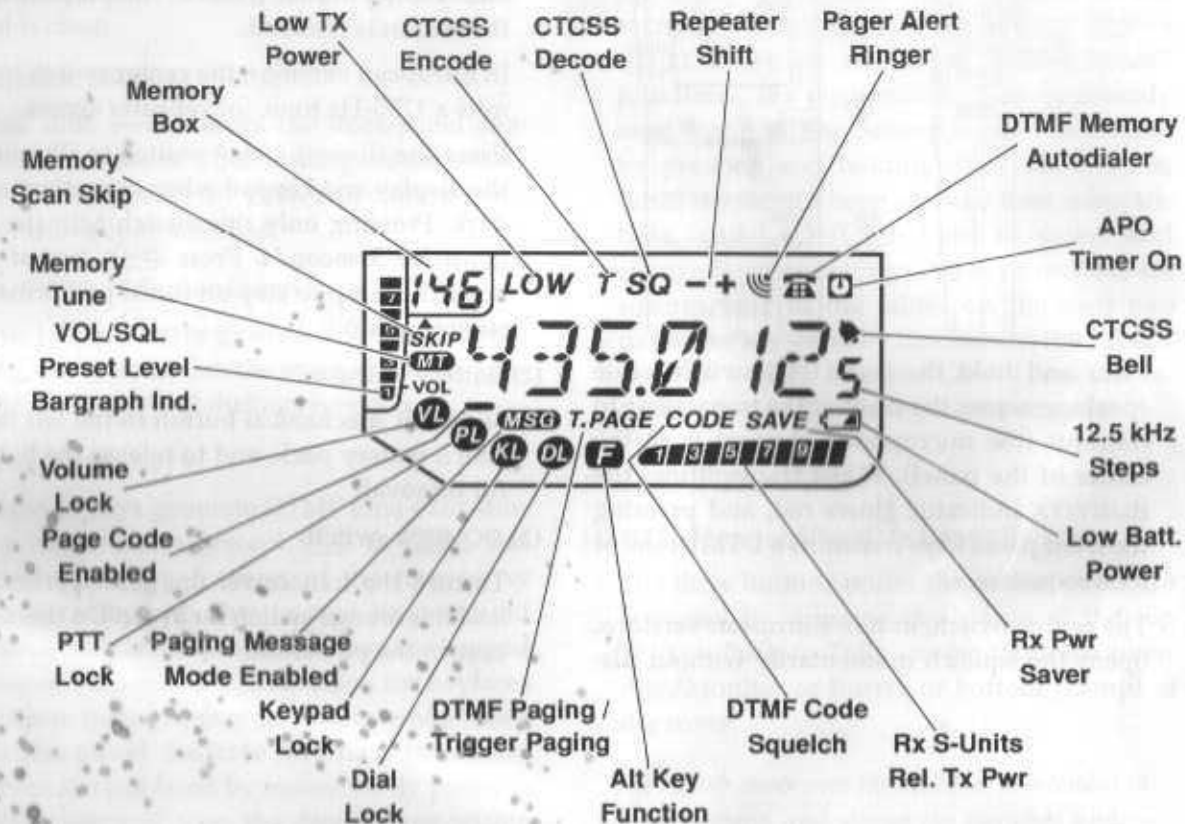 Low TX
Power
CTCSS
Encode
CTCSS
Decode
Repeater
Shift
Pager Alert
Ringer
Memory
Box
DTMF Memory
Autodialer
Memory
Scan Skip
APO
Timer On
Memory
Tune
VOL/SQL
Preset Level
Bargraph Ind.
CTCSS
Bell
146 LOW T SQ - +
SKIP
MT
VOL
435.0125
VL PL MSG T.PAGE CODE SAVE
KL DL F 1 3 5 7 9
Volume
Lock
12.5 kHz
Steps
Page Code
Enabled
Low Batt.
Power
PTT
Lock
Paging Message
Mode Enabled
Rx Pwr
Saver
Keypad
Lock
DTMF Paging /
Trigger Paging
DTMF Code
Squelch
Rx S-Units
Rel. Tx Pwr
Dial
Lock
Alt Key
Function